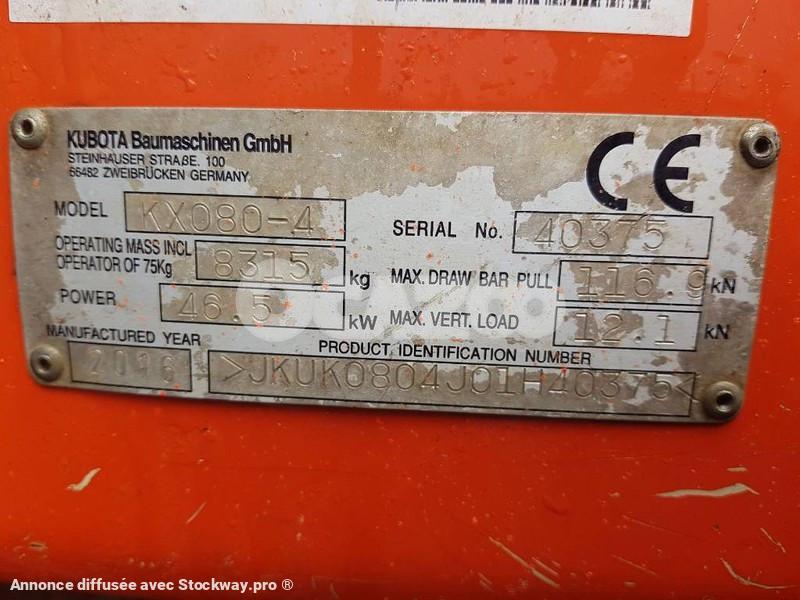 KUBOTA Baumaschinen GmbH
STEINHAUSER STRAßE. 100
66482 ZWEIBRÜCKEN GERMANY
CE
MODEL KX080-4
SERIAL No. 40375
OPERATING MASS INCL
OPERATOR OF 75Kg 8315 kg
MAX. DRAW BAR PULL 116.9 kN
POWER 46.5 kW
MAX. VERT. LOAD 12.1 kN
MANUFACTURED YEAR
2016
PRODUCT IDENTIFICATION NUMBER
>JKUK0804J01H40375<
Annonce diffusée avec Stockway.pro ®